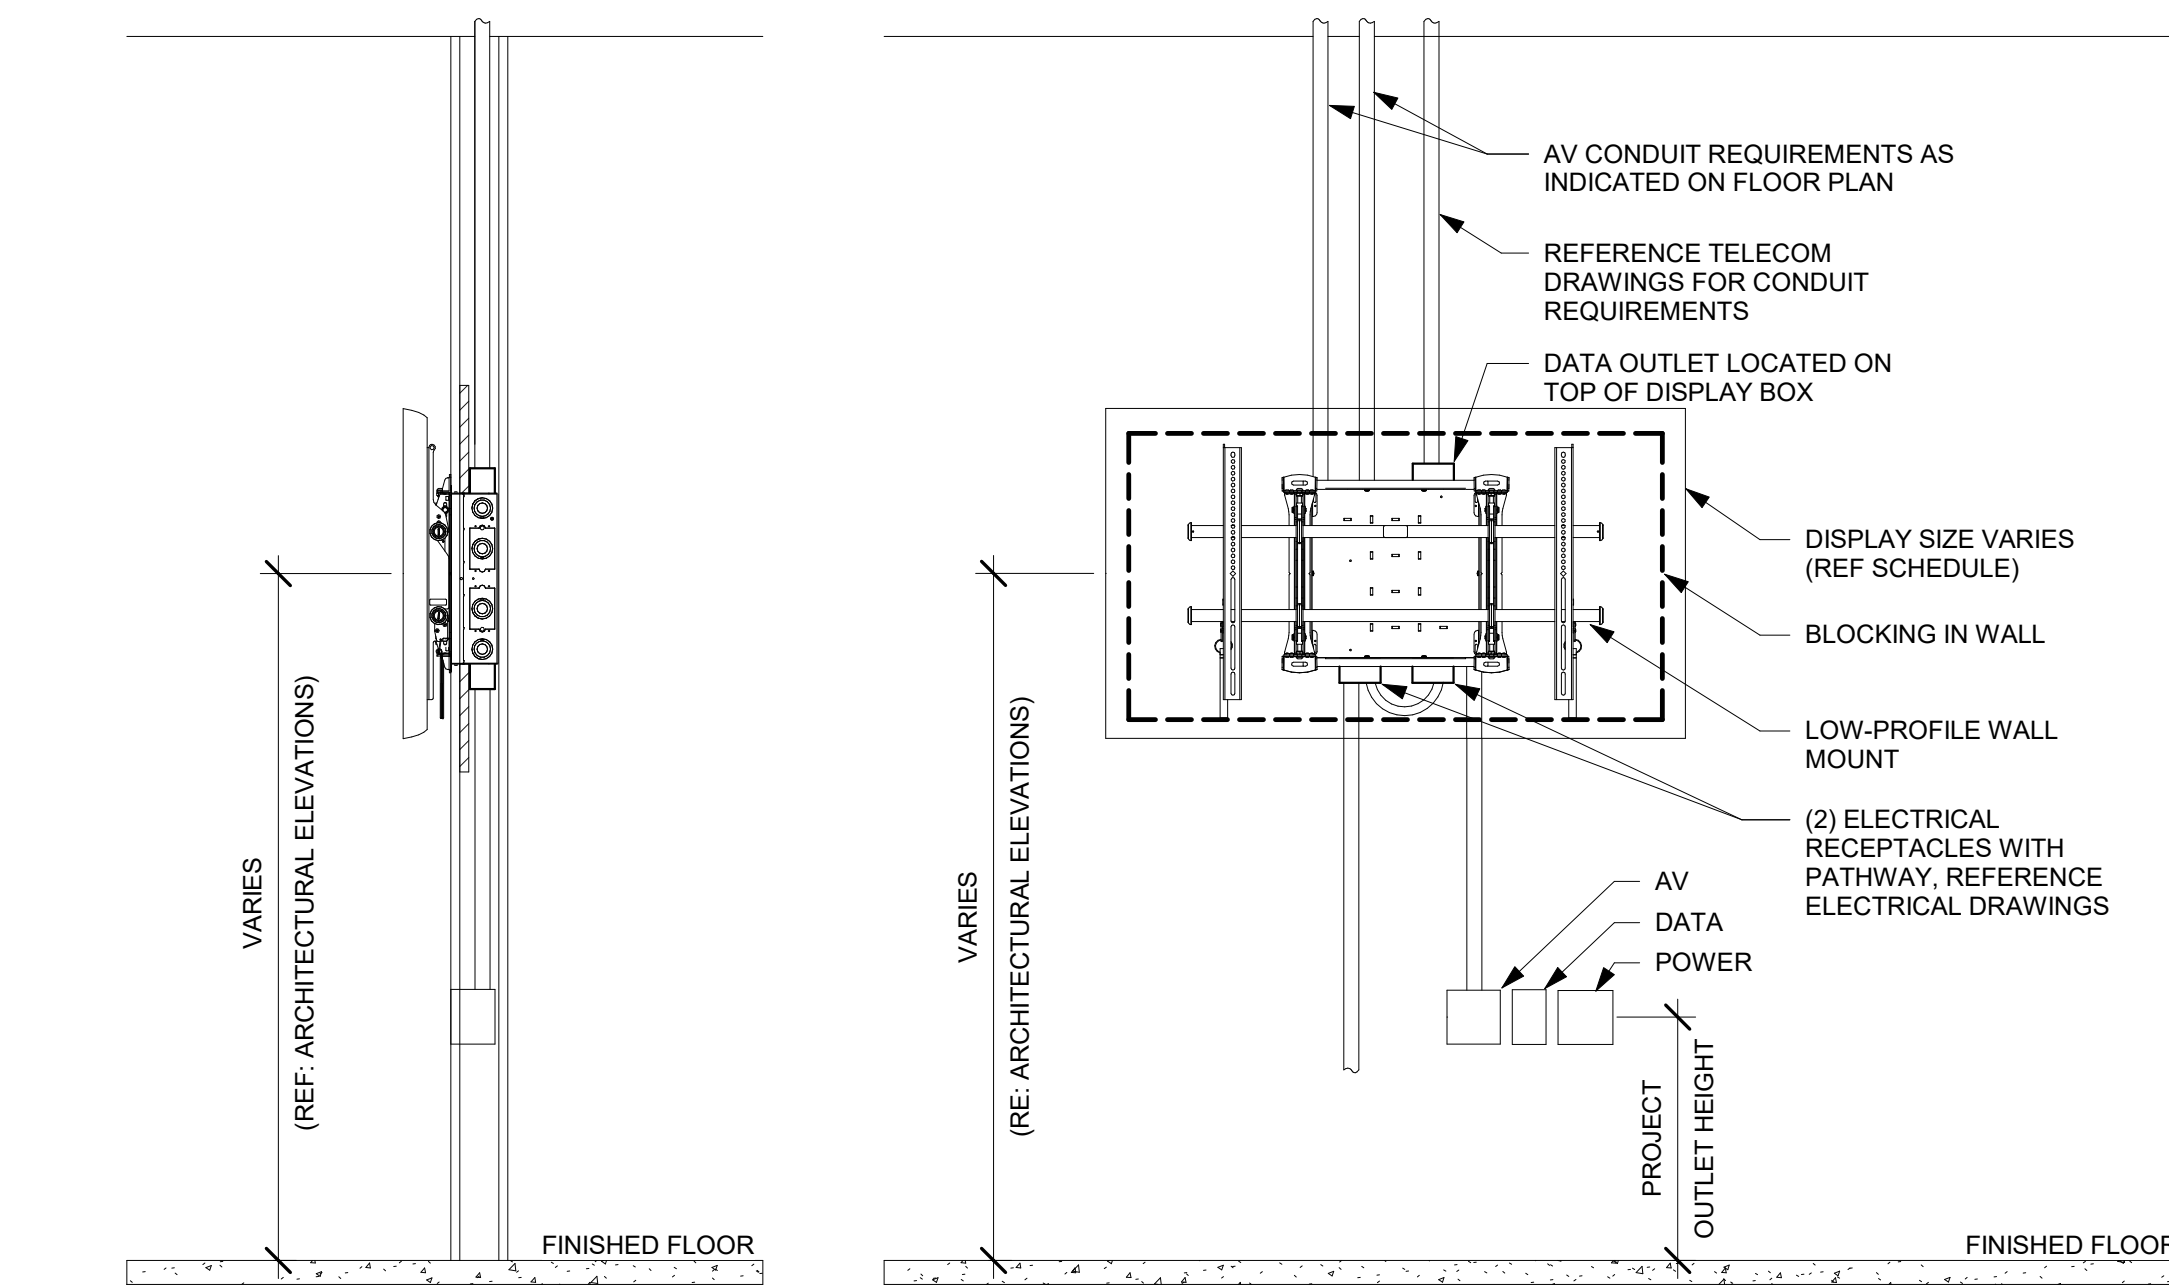 VARIES
(REF: ARCHITECTURAL ELEVATIONS)
FINISHED FLOOR
AV CONDUIT REQUIREMENTS AS
INDICATED ON FLOOR PLAN
REFERENCE TELECOM
DRAWINGS FOR CONDUIT
REQUIREMENTS
DATA OUTLET LOCATED ON
TOP OF DISPLAY BOX
DISPLAY SIZE VARIES
(REF SCHEDULE)
BLOCKING IN WALL
LOW-PROFILE WALL
MOUNT
(2) ELECTRICAL
RECEPTACLES WITH
PATHWAY, REFERENCE
ELECTRICAL DRAWINGS
AV
DATA
POWER
VARIES
(RE: ARCHITECTURAL ELEVATIONS)
PROJECT
OUTLET HEIGHT
FINISHED FLOOR